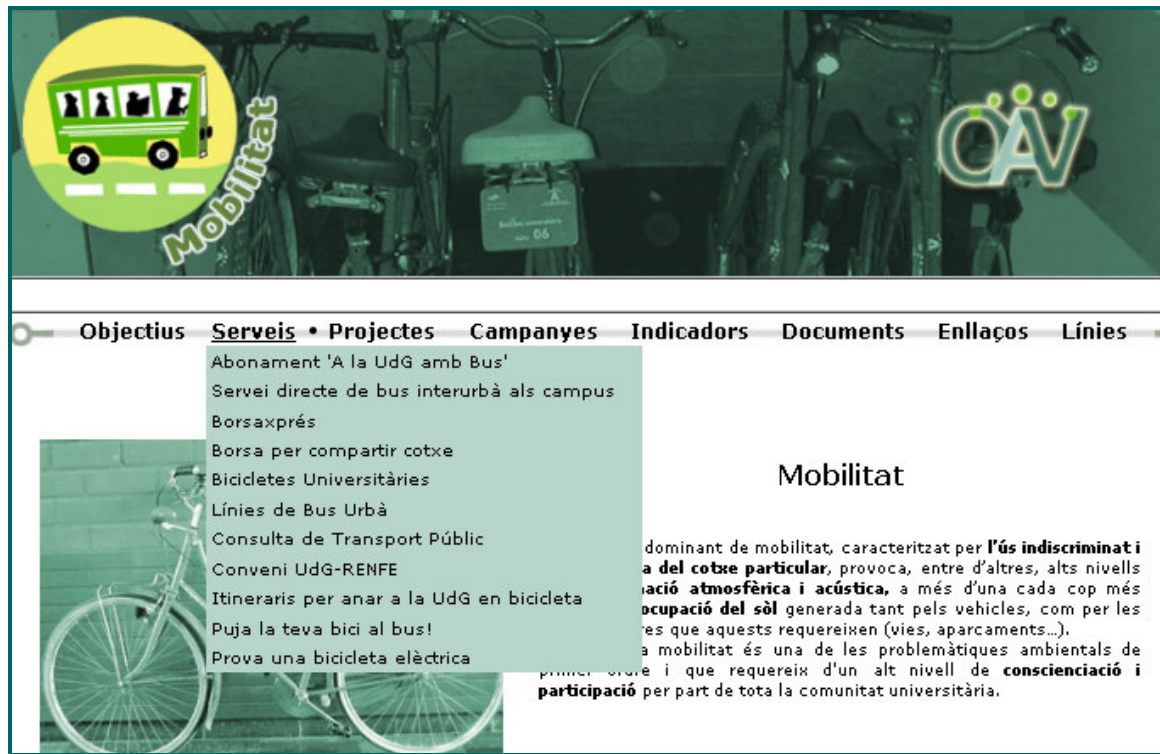 Mobilitat
OAV
A
06
Objectius Serveis • Projectes Campanyes Indicadors Documents Enllaços Línies
Abonament 'A la UdG amb Bus'
Servei directe de bus interurbà als campus
Borsaxprés
Borsa per compartir cotxe
Bicicletes Universitàries
Línies de Bus Urbà
Consulta de Transport Públic
Conveni UdG-RENFE
Itineraris per anar a la UdG en bicicleta
Puja la teva bici al bus!
Prova una bicicleta elèctrica
Mobilitat
dominant de mobilitat, caracteritzat per l'ús indiscriminat i
a del cotxe particular, provoca, entre d'altres, alts nivells
nació atmosfèrica i acústica, a més d'una cada cop més
ocupació del sòl generada tant pels vehicles, com per les
res que aquests requereixen (vies, aparcaments…).
a mobilitat és una de les problemàtiques ambientals de
i que requereix d'un alt nivell de conscienciació i
participació per part de tota la comunitat universitària.